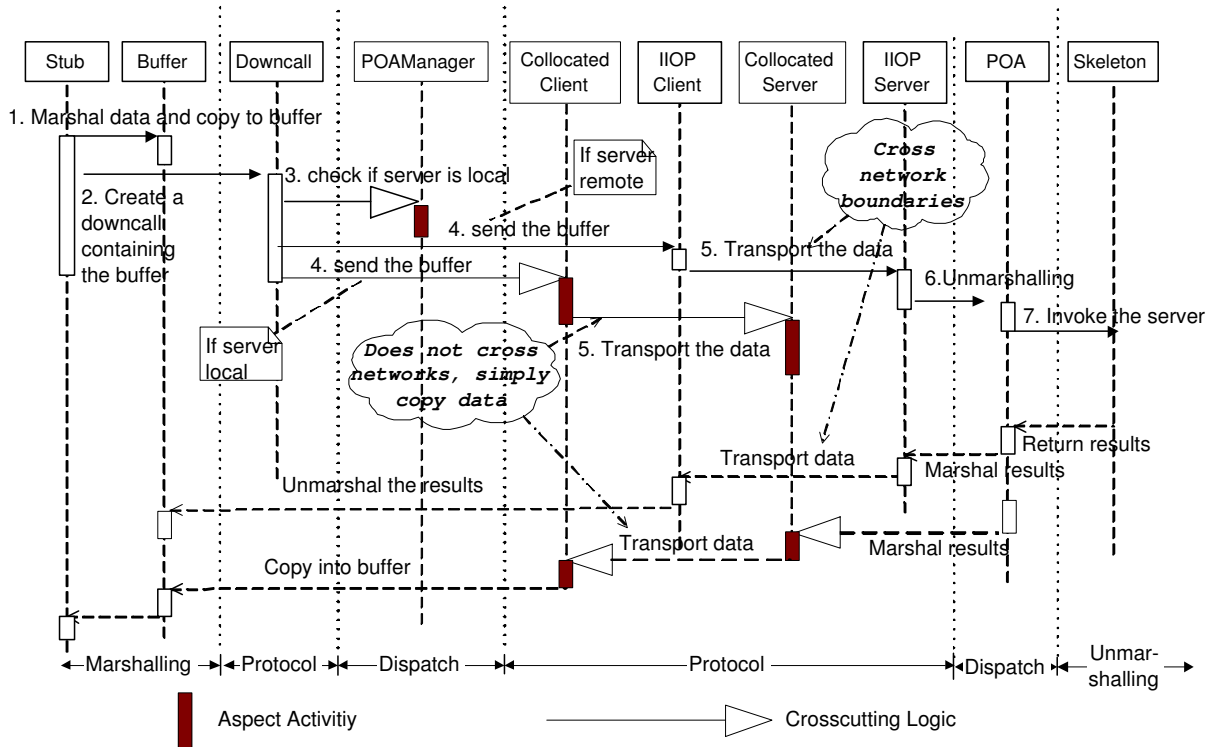 Stub
Buffer
Downcall
POAManager
Collocated
Client
IIOP
Client
Collocated
Server
IIOP
Server
POA
Skeleton
1. Marshal data and copy to buffer
2. Create a
downcall
containing
the buffer
3. check if server is local
If server
remote
Cross
network
boundaries
4. send the buffer
5. Transport the data
4. send the buffer
6.Unmarshalling
7. Invoke the server
If server
local
Does not cross
networks, simply
copy data
5. Transport the data
Return results
Transport data
Marshal results
Unmarshal the results
Transport data
Marshal results
Copy into buffer
Marshalling
Protocol
Dispatch
Protocol
Dispatch
Unmar-
shalling
Aspect Activitiy
Crosscutting Logic